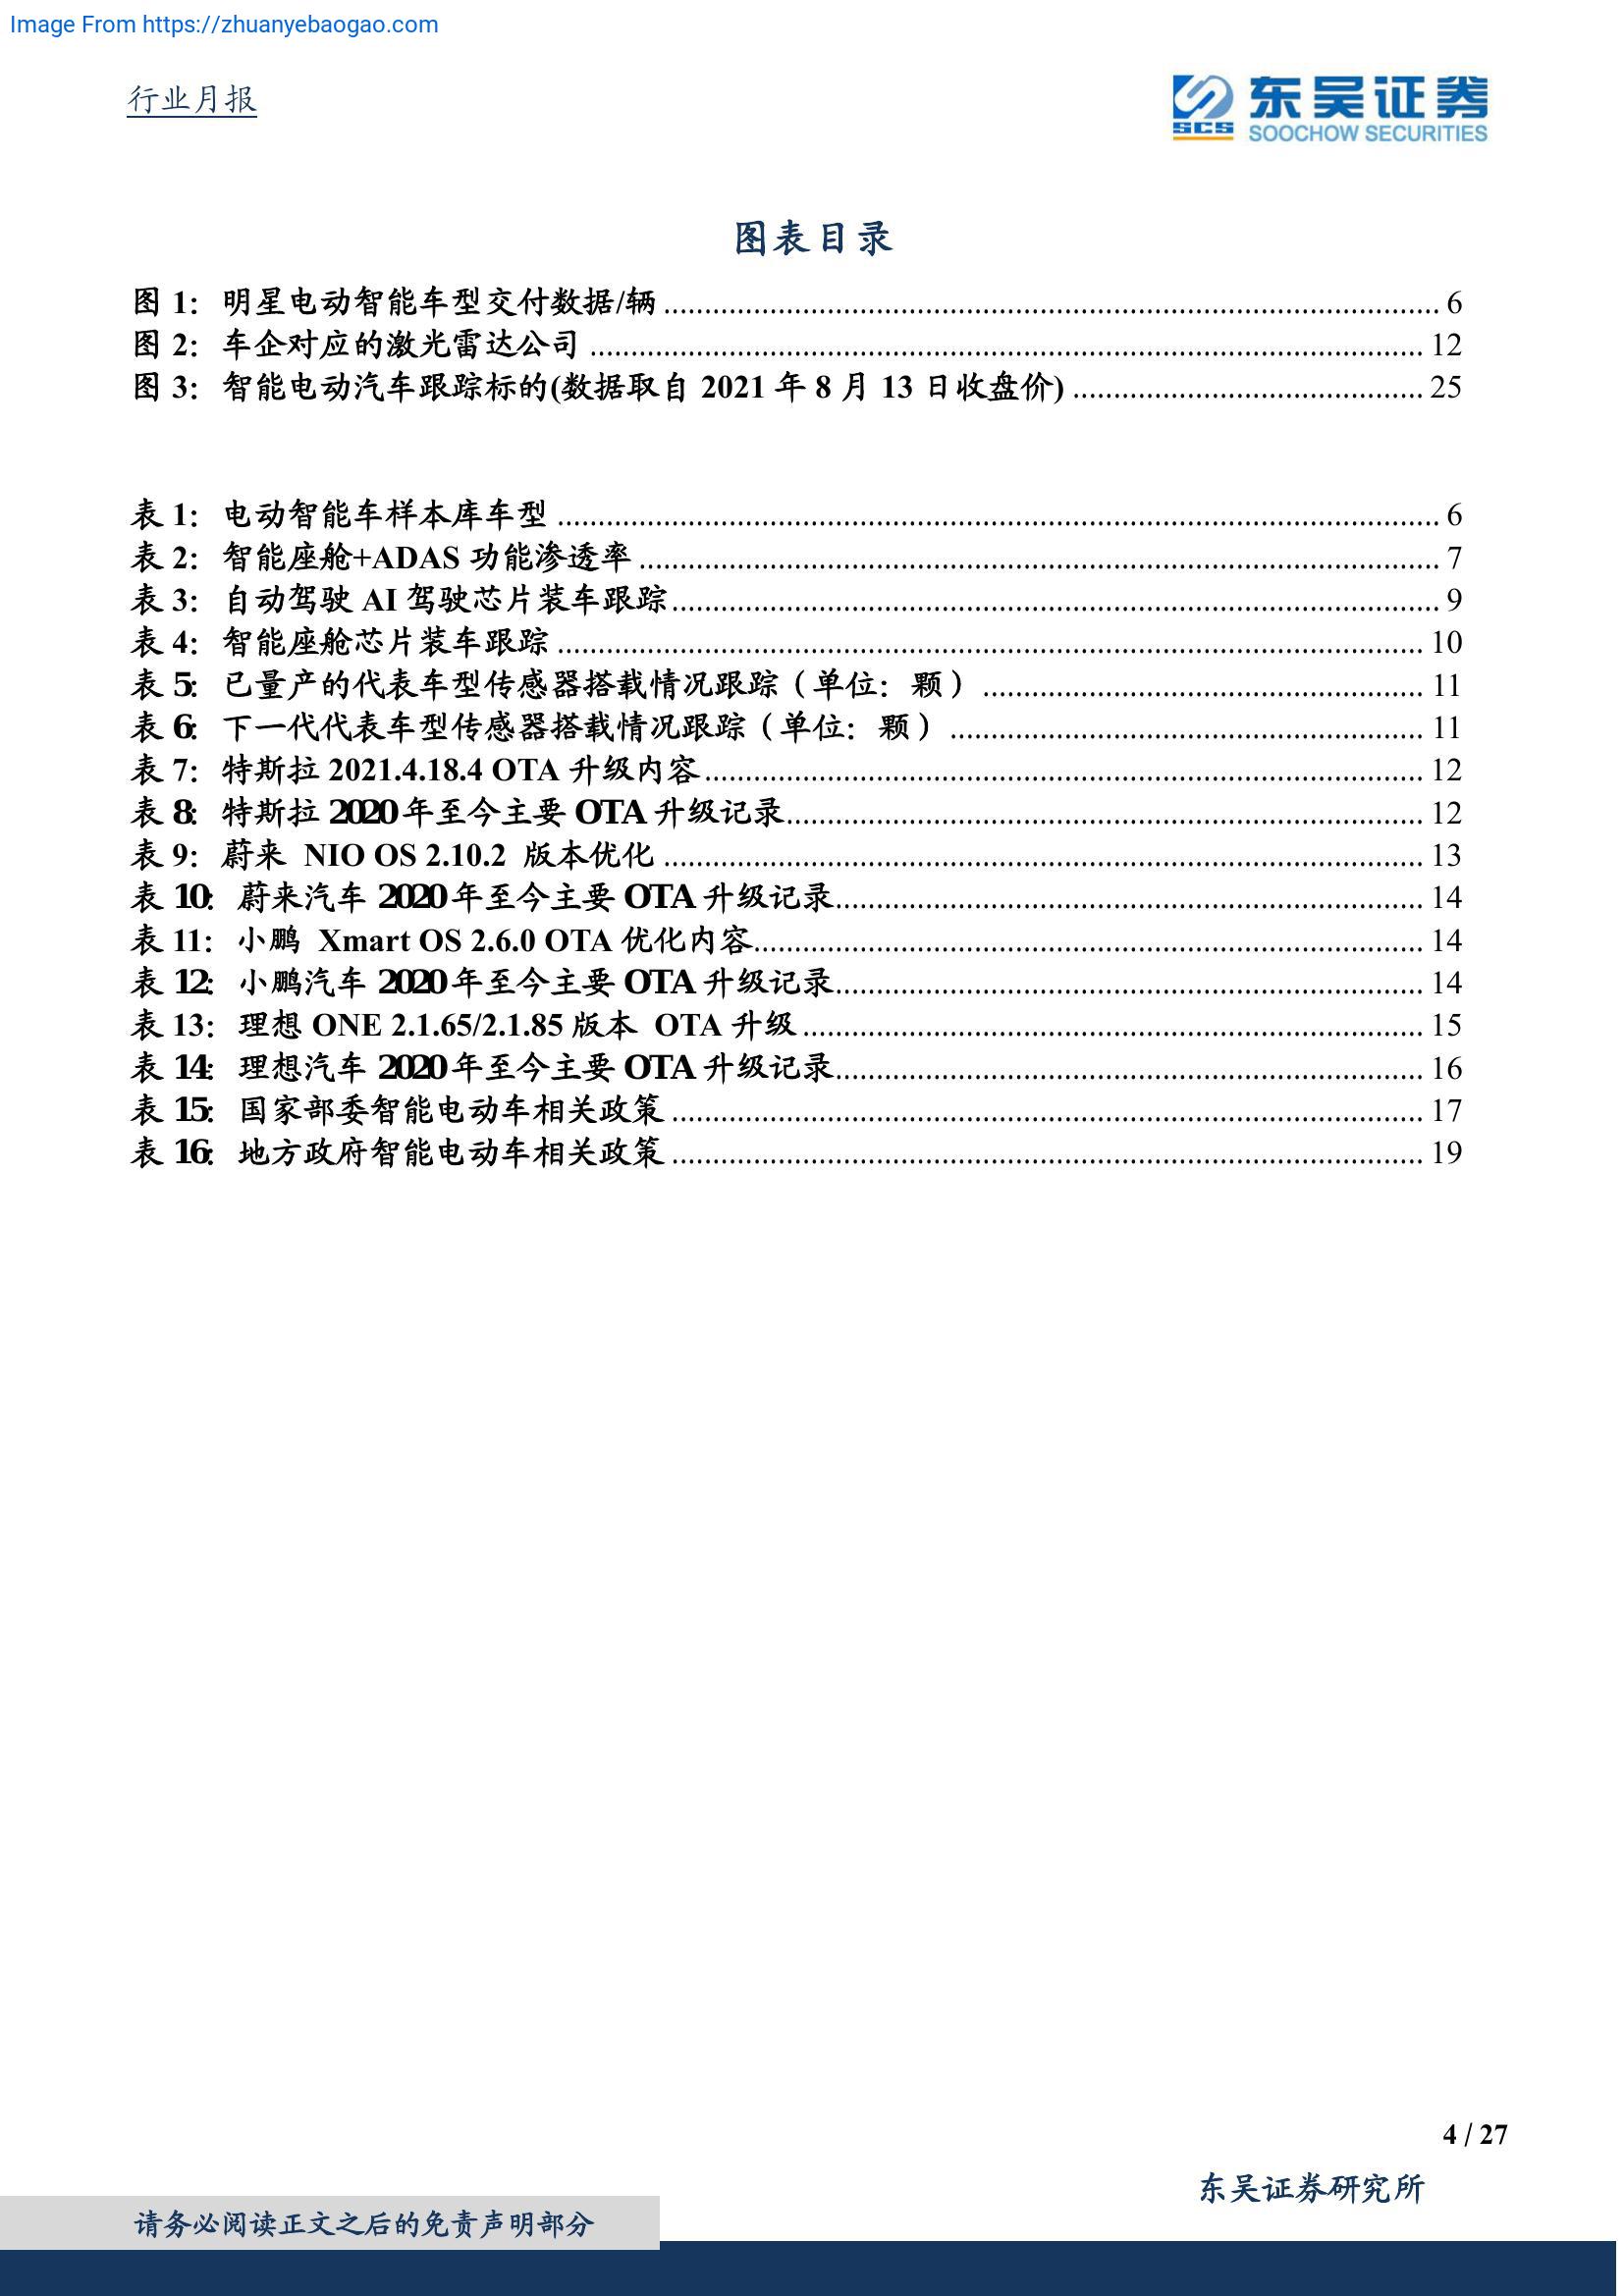 Image From https://zhuanyebaogao.com
行业月报
SCS 东吴证券
SOOCHOW SECURITIES
图表目录
图 1: 明星电动智能车型交付数据/辆 ........ 6
图 2: 车企对应的激光雷达公司 ........ 12
图 3: 智能电动汽车跟踪标的(数据取自 2021 年 8 月 13 日收盘价) ........ 25
表 1: 电动智能车样本库车型 ........ 6
表 2: 智能座舱+ADAS 功能渗透率 ........ 7
表 3: 自动驾驶 AI 驾驶芯片装车跟踪 ........ 9
表 4: 智能座舱芯片装车跟踪 ........ 10
表 5: 已量产的代表车型传感器搭载情况跟踪（单位：颗） ........ 11
表 6: 下一代代表车型传感器搭载情况跟踪（单位：颗） ........ 11
表 7: 特斯拉 2021.4.18.4 OTA 升级内容 ........ 12
表 8: 特斯拉 2020 年至今主要 OTA 升级记录 ........ 12
表 9: 蔚来 NIO OS 2.10.2 版本优化 ........ 13
表 10: 蔚来汽车 2020 年至今主要 OTA 升级记录 ........ 14
表 11: 小鹏 Xmart OS 2.6.0 OTA 优化内容 ........ 14
表 12: 小鹏汽车 2020 年至今主要 OTA 升级记录 ........ 14
表 13: 理想 ONE 2.1.65/2.1.85 版本 OTA 升级 ........ 15
表 14: 理想汽车 2020 年至今主要 OTA 升级记录 ........ 16
表 15: 国家部委智能电动车相关政策 ........ 17
表 16: 地方政府智能电动车相关政策 ........ 19
4 / 27
东吴证券研究所
请务必阅读正文之后的免责声明部分